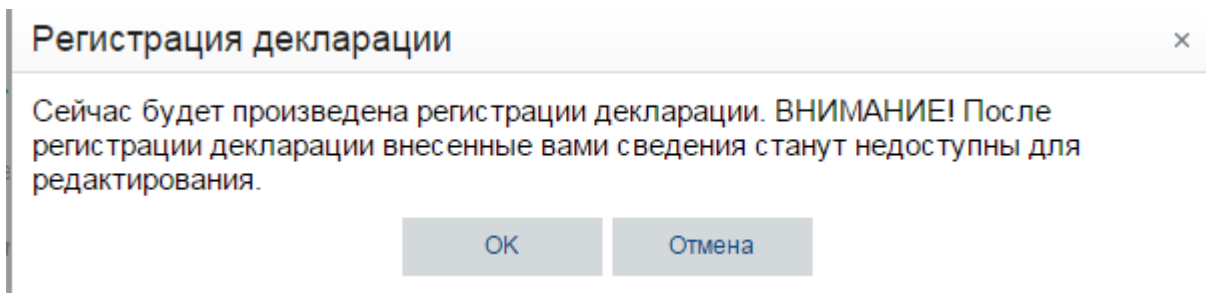 Регистрация декларации
×
Сейчас будет произведена регистрации декларации. ВНИМАНИЕ! После
регистрации декларации внесенные вами сведения станут недоступны для
редактирования.
OK
Отмена